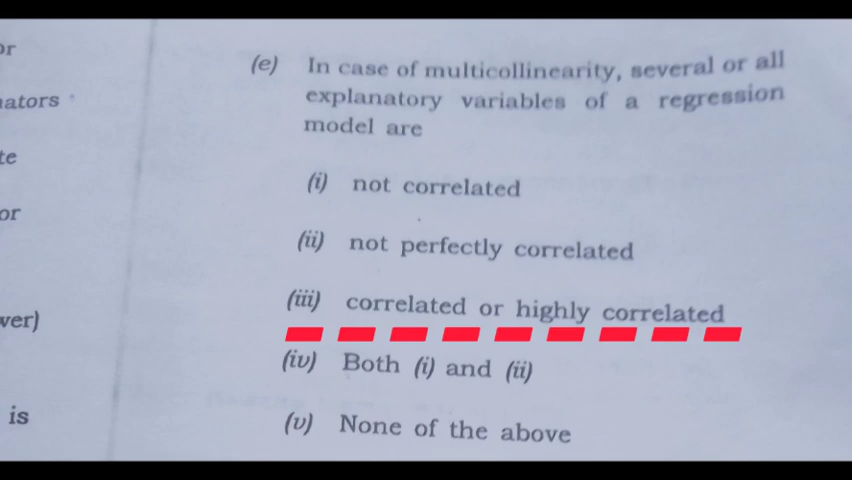 or
(e) In case of multicollinearity, several or all
nators
explanatory variables of a regression
model are
te
(i) not correlated
or
(ii) not perfectly correlated
(iii) correlated or highly correlated
ver)
(iv) Both (i) and (ii)
is
(v) None of the above